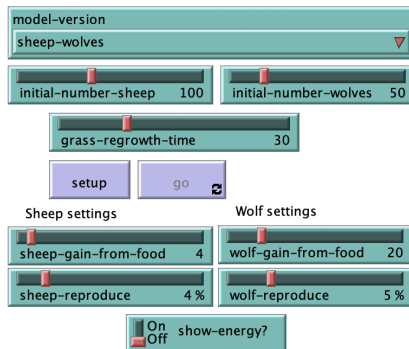 model-version
sheep-wolves
initial-number-sheep 100 initial-number-wolves 50
grass-regrowth-time 30
setup go
Sheep settings Wolf settings
sheep-gain-from-food 4 wolf-gain-from-food 20
sheep-reproduce 4 % wolf-reproduce 5 %
On
Off show-energy?